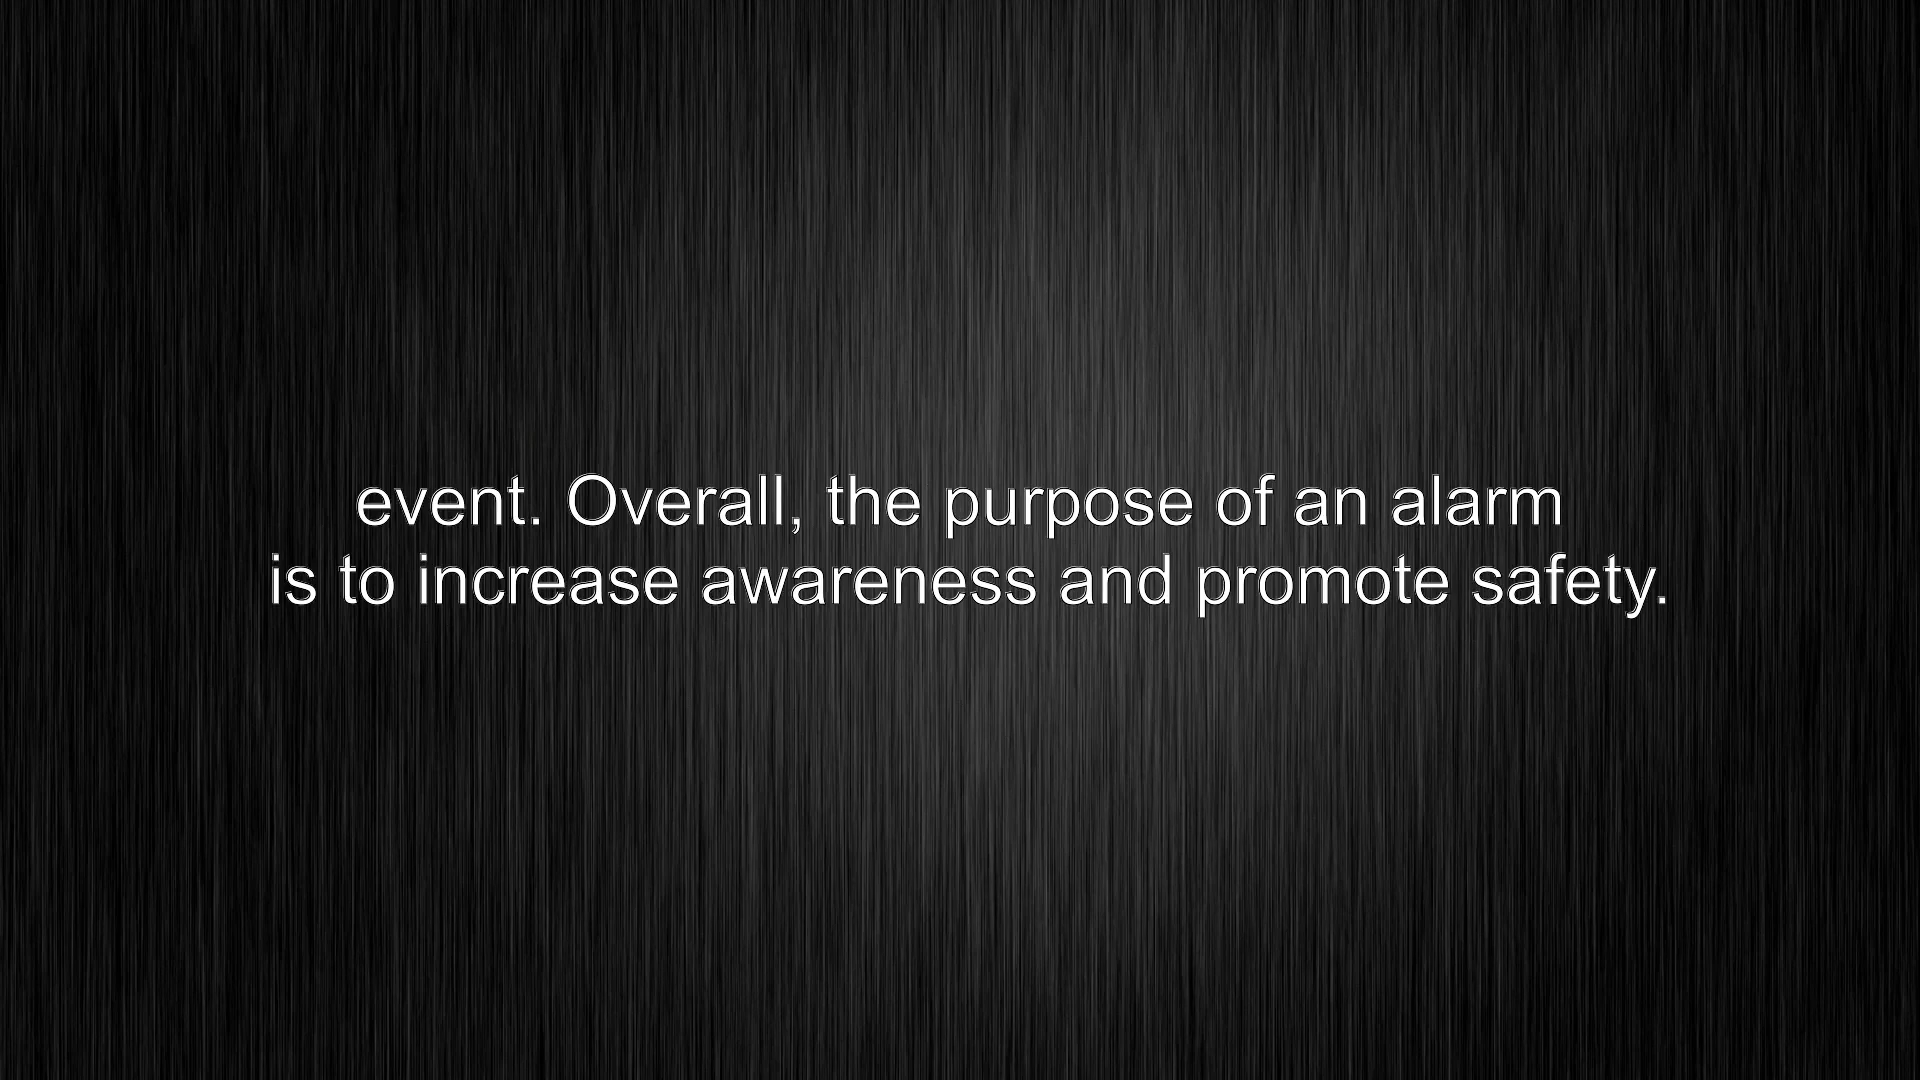 event. Overall, the purpose of an alarm
is to increase awareness and promote safety.